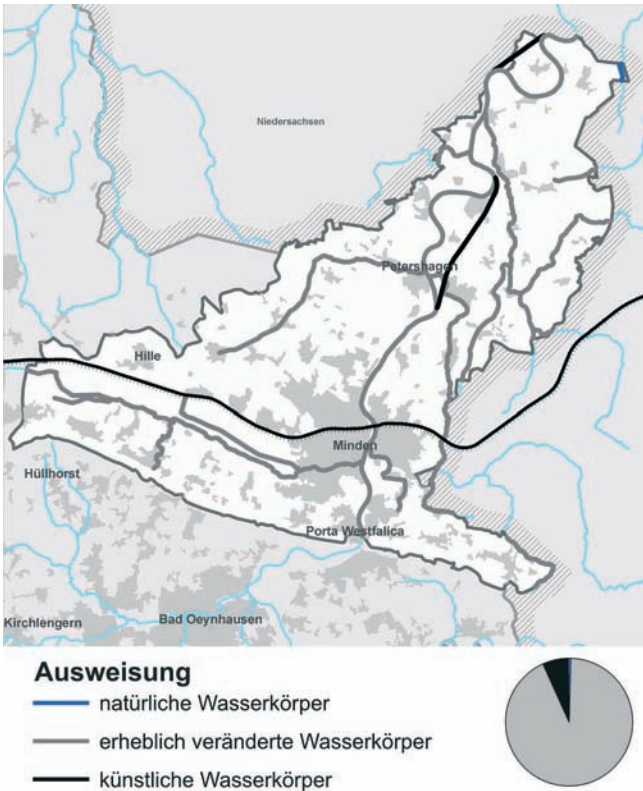 Niedersachsen
Petershagen
Hille
Minden
Hüllhorst
Porta Westfalica
Kirchlengern
Bad Oeynhausen
Ausweisung
natürliche Wasserkörper
erheblich veränderte Wasserkörper
künstliche Wasserkörper